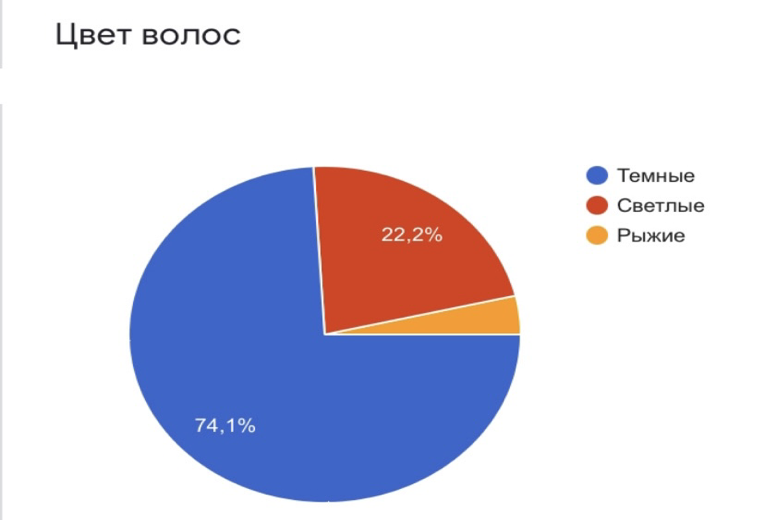 Цвет волос
Темные
Светлые
Рыжие
22,2%
74,1%